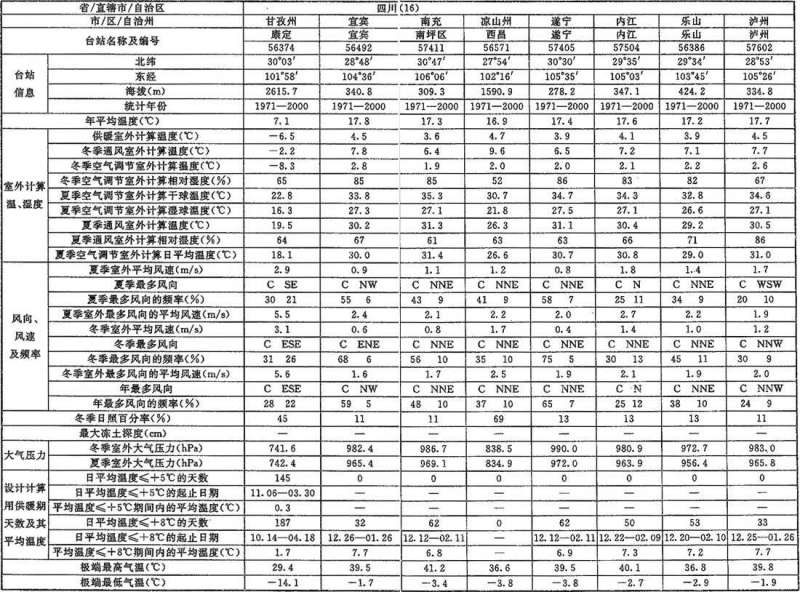 省/直辖市/自治区 四川(16)
市/区/自治州 甘孜州 宜宾 南充 凉山州 遂宁 内江 乐山 泸州
台站名称及编号 康定 宜宾 南坪区 西昌 遂宁 内江 乐山 泸州
56374 56492 57411 56571 57405 57504 56386 57602
台站信息 北纬 30°03′ 28°48′ 30°47′ 27°54′ 30°30′ 29°35′ 29°34′ 28°53′
东经 101°58′ 104°36′ 106°06′ 102°16′ 105°35′ 105°03′ 103°45′ 105°26′
海拔(m) 2615.7 340.8 309.3 1590.9 278.2 347.1 424.2 334.8
统计年份 1971—2000 1971—2000 1971—2000 1971—2000 1971—2000 1971—2000 1971—2000 1971—2000
年平均温度(℃) 7.1 17.8 17.3 16.9 17.4 17.6 17.2 17.7
室外计算温、湿度 供暖室外计算温度(℃) −6.5 4.5 3.6 4.7 3.9 4.1 3.9 4.5
冬季通风室外计算温度(℃) −2.2 7.8 6.4 9.6 6.5 7.2 7.1 7.7
冬季空气调节室外计算温度(℃) −8.3 2.8 1.9 2.0 2.0 2.1 2.2 2.6
冬季空气调节室外计算相对湿度(%) 65 85 85 52 86 83 82 67
夏季空气调节室外计算干球温度(℃) 22.8 33.8 35.3 30.7 34.7 34.3 32.8 34.6
夏季空气调节室外计算湿球温度(℃) 16.3 27.3 27.1 21.8 27.5 27.1 26.6 27.1
夏季通风室外计算温度(℃) 19.5 30.2 31.3 26.3 31.1 30.4 29.2 30.5
夏季通风室外计算相对湿度(%) 64 67 61 63 63 66 71 86
夏季空气调节室外计算日平均温度(℃) 18.1 30.0 31.4 26.6 30.7 30.8 29.0 31.0
风向、风速及频率 夏季室外平均风速(m/s) 2.9 0.9 1.1 1.2 0.8 1.8 1.4 1.7
夏季最多风向 C SE C NW C NNE C NNE C NNE C N C NNE C WSW
夏季最多风向的频率(%) 30 21 55 6 43 9 41 9 58 7 25 11 34 9 20 10
夏季室外最多风向的平均风速(m/s) 5.5 2.4 2.1 2.2 2.0 2.7 2.2 1.9
冬季室外平均风速(m/s) 3.1 0.6 0.8 1.7 0.4 1.4 1.0 1.2
冬季最多风向 C ESE C ENE C NNE C NNE C NNE C NNE C NNE C NNW
冬季最多风向的频率(%) 31 26 68 6 56 10 35 10 75 5 30 13 45 11 30 9
冬季室外最多风向的平均风速(m/s) 5.6 1.6 1.7 2.5 1.9 2.1 1.9 2.0
年最多风向 C ESE C NW C NNE C NNE C NNE C N C NNE C NNW
年最多风向的频率(%) 28 22 59 5 48 10 37 10 65 7 25 12 38 10 24 9
冬季日照百分率(%) 45 11 11 69 13 13 13 11
最大冻土深度(cm) — — — — — — — —
大气压力 冬季室外大气压力(hPa) 741.6 982.4 986.7 838.5 990.0 980.9 972.7 983.0
夏季室外大气压力(hPa) 742.4 965.4 969.1 834.9 972.0 963.9 956.4 965.8
设计计算用供暖期天数及其平均温度 日平均温度≤+5℃的天数 145 0 0 0 0 0 0 0
日平均温度≤+5℃的起止日期 11.06—03.30 — — — — — — —
平均温度≤+5℃期间内的平均温度(℃) 0.3 — — — — — — —
日平均温度≤+8℃的天数 187 32 62 0 62 50 53 33
日平均温度≤+8℃的起止日期 10.14—04.18 12.26—01.26 12.12—02.11 — 12.12—02.11 12.22—02.09 12.20—02.10 12.25—01.26
平均温度≤+8℃期间内的平均温度(℃) 1.7 7.7 6.8 — 6.9 7.3 7.2 7.7
极端最高气温(℃) 29.4 39.5 41.2 36.6 39.5 40.1 36.8 39.8
极端最低气温(℃) −14.1 −1.7 −3.4 −3.8 −3.8 −2.7 −2.9 −1.9